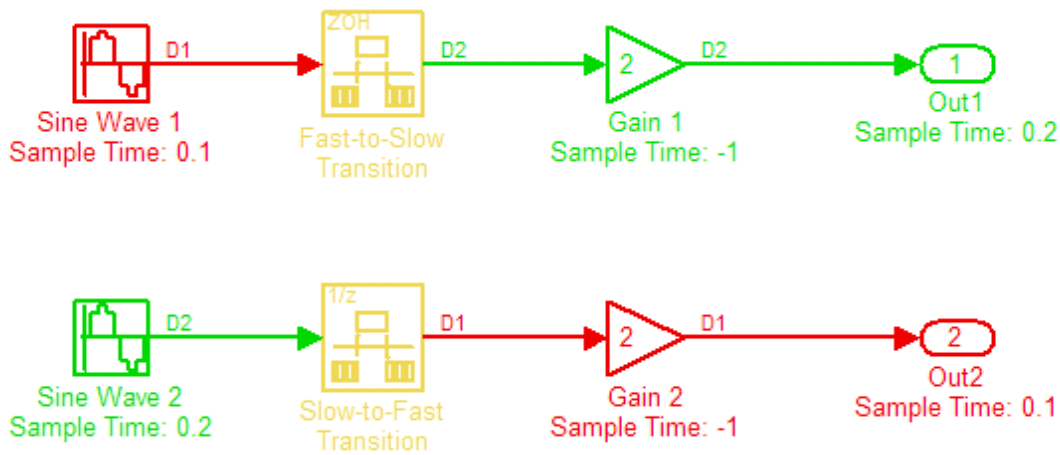 ZOH
D1
D2
2
D2
1
Sine Wave 1
Sample Time: 0.1
Fast-to-Slow
Transition
Gain 1
Sample Time: -1
Out1
Sample Time: 0.2
1/z
D2
D1
2
D1
2
Sine Wave 2
Sample Time: 0.2
Slow-to-Fast
Transition
Gain 2
Sample Time: -1
Out2
Sample Time: 0.1